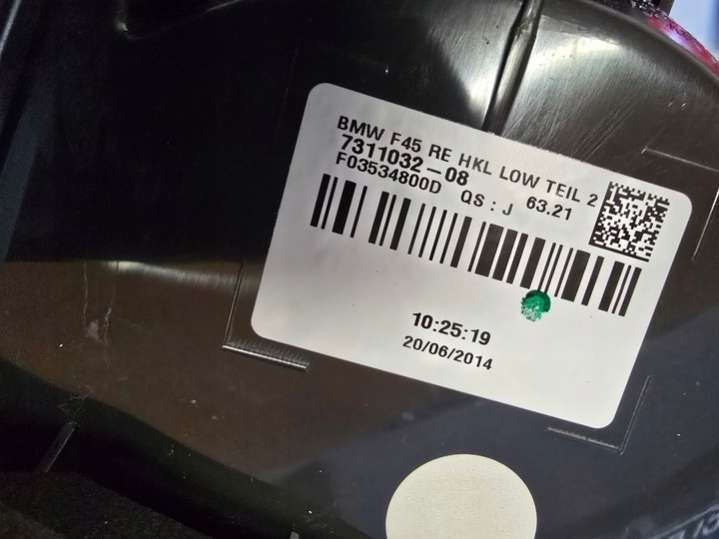 BMW F45 RE HKL LOW TEIL 2
7311032-08
F03534800D QS : J 63.21
10:25:19
20/06/2014